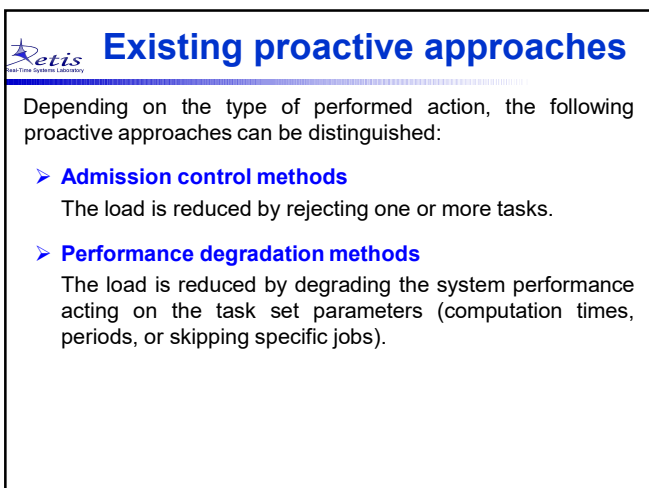 Retis
Real-Time Systems Laboratory
Existing proactive approaches
Depending on the type of performed action, the following
proactive approaches can be distinguished:
➢ Admission control methods
The load is reduced by rejecting one or more tasks.
➢ Performance degradation methods
The load is reduced by degrading the system performance
acting on the task set parameters (computation times,
periods, or skipping specific jobs).